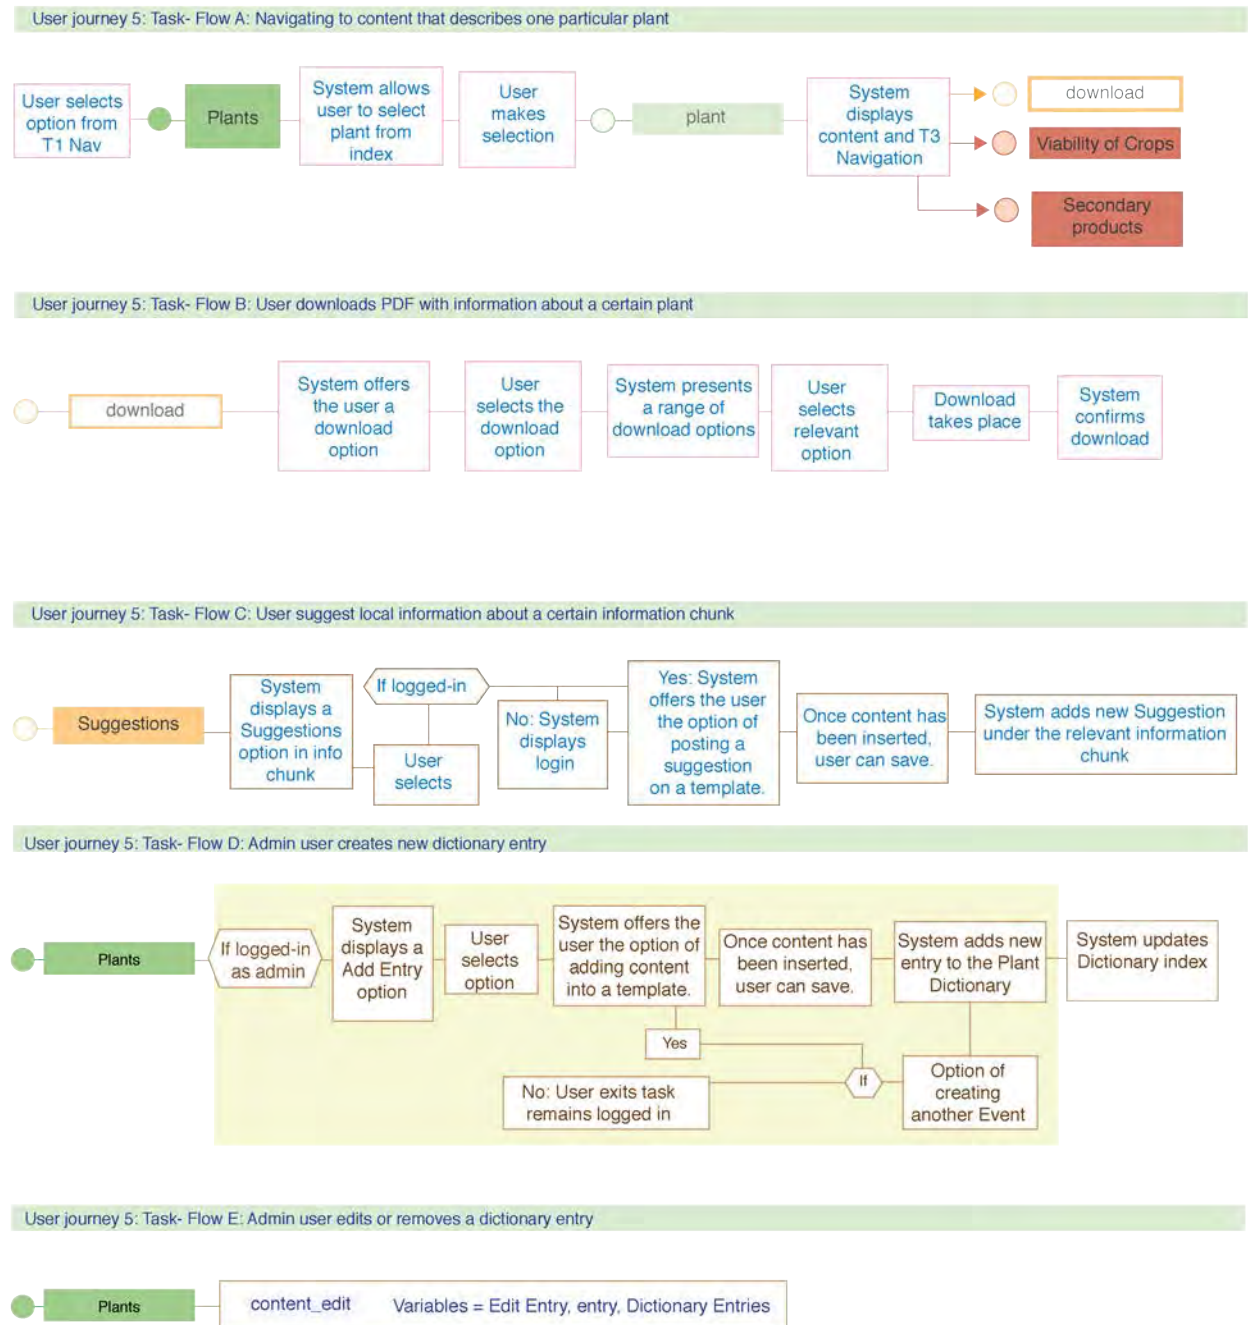 User journey 5: Task- Flow A: Navigating to content that describes one particular plant
User selects
option from
T1 Nav
Plants
System allows
user to select
plant from
index
User
makes
selection
plant
System
displays
content and T3
Navigation
download
Viability of Crops
Secondary
products
User journey 5: Task- Flow B: User downloads PDF with information about a certain plant
download
System offers
the user a
download
option
User
selects the
download
option
System presents
a range of
download options
User
selects
relevant
option
Download
takes place
System
confirms
download
User journey 5: Task- Flow C: User suggest local information about a certain information chunk
Suggestions
System
displays a
Suggestions
option in info
chunk
If logged-in
User
selects
No: System
displays
login
Yes: System
offers the user
the option of
posting a
suggestion
on a template.
Once content has
been inserted,
user can save.
System adds new Suggestion
under the relevant information
chunk
User journey 5: Task- Flow D: Admin user creates new dictionary entry
Plants
If logged-in
as admin
System
displays a
Add Entry
option
User
selects
option
System offers the
user the option of
adding content
into a template.
Once content has
been inserted,
user can save.
System adds new
entry to the Plant
Dictionary
System updates
Dictionary index
Yes
No: User exits task
remains logged in
If
Option of
creating
another Event
User journey 5: Task- Flow E: Admin user edits or removes a dictionary entry
Plants
content_edit Variables = Edit Entry, entry, Dictionary Entries